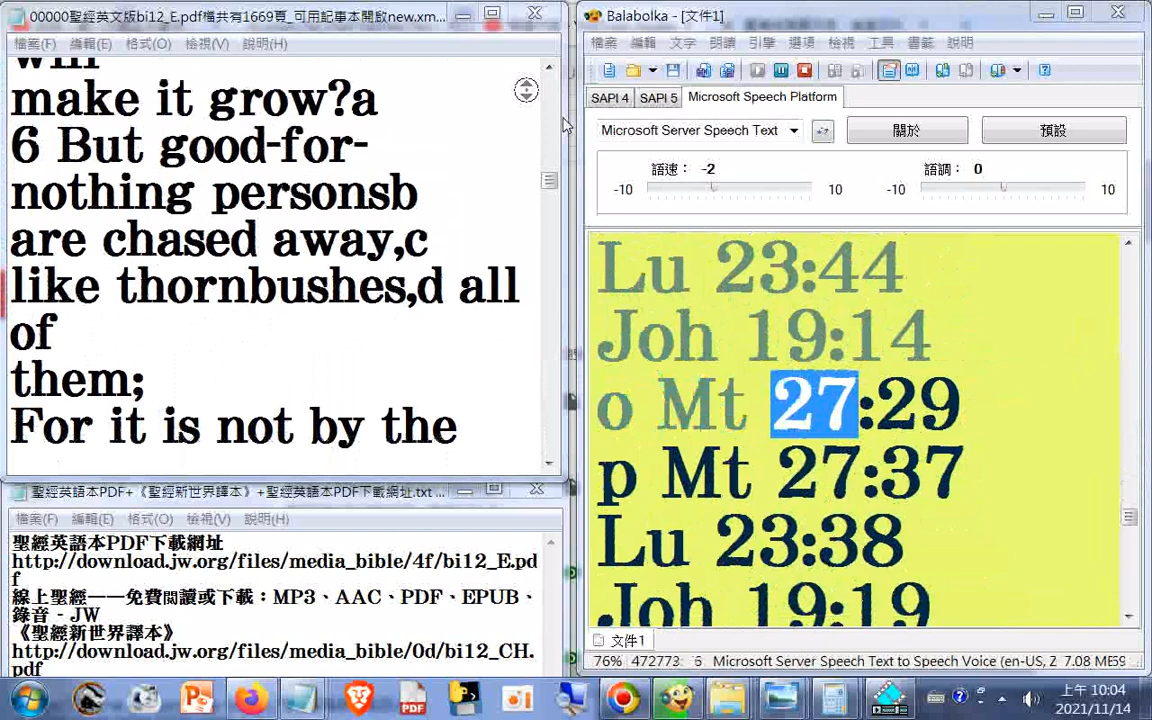 00000聖經英文版bi12_E.pdf檔共有1669頁_可用記事本開啟new.xm...
檔案(F) 編輯(E) 格式(O) 檢視(V) 說明(H)
will
make it grow?a
6 But good-for-
nothing personsb
are chased away,c
like thornbushes,d all
of
them;
For it is not by the
聖經英語本PDF+《聖經新世界譯本》+聖經英語本PDF下載網址.txt ...
檔案(F) 編輯(E) 格式(O) 檢視(V) 說明(H)
聖經英語本PDF下載網址
http://download.jw.org/files/media_bible/4f/bi12_E.pd
f
線上聖經——免費閱讀或下載：MP3、AAC、PDF、EPUB、
錄音 - JW
《聖經新世界譯本》
http://download.jw.org/files/media_bible/0d/bi12_CH.
pdf
Balabolka - [文件1]
檔案 編輯 文字 朗讀 引擎 選項 檢視 工具 書籤 說明
SAPI 4 SAPI 5 Microsoft Speech Platform
Microsoft Server Speech Text 關於 預設
語速： -2 語調： 0
-10 10 -10 10
Lu 23:44
Joh 19:14
o Mt 27:29
p Mt 27:37
Lu 23:38
Joh 19:19
文件1
76% 472773: 6 Microsoft Server Speech Text to Speech Voice (en-US, Z 7.08 ME59
上午 10:04
2021/11/14